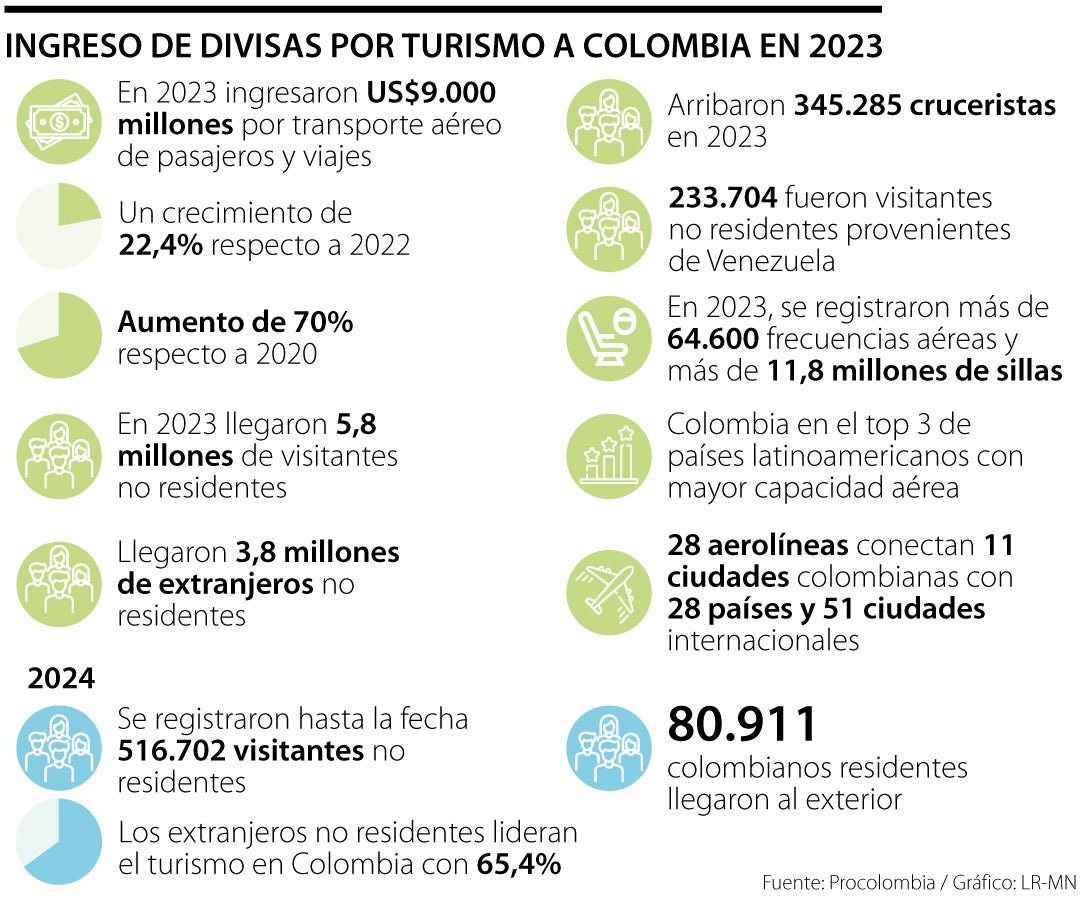 INGRESO DE DIVISAS POR TURISMO A COLOMBIA EN 2023
En 2023 ingresaron US$9.000
millones por transporte aéreo
de pasajeros y viajes
Un crecimiento de
22,4% respecto a 2022
Aumento de 70%
respecto a 2020
En 2023 llegaron 5,8
millones de visitantes
no residentes
Llegaron 3,8 millones
de extranjeros no
residentes
Arribaron 345.285 cruceristas
en 2023
233.704 fueron visitantes
no residentes provenientes
de Venezuela
En 2023, se registraron más de
64.600 frecuencias aéreas y
más de 11,8 millones de sillas
Colombia en el top 3 de
países latinoamericanos con
mayor capacidad aérea
28 aerolíneas conectan 11
ciudades colombianas con
28 países y 51 ciudades
internacionales
2024
Se registraron hasta la fecha
516.702 visitantes no
residentes
Los extranjeros no residentes lideran
el turismo en Colombia con 65,4%
80.911
colombianos residentes
llegaron al exterior
Fuente: Procolombia / Gráfico: LR-MN